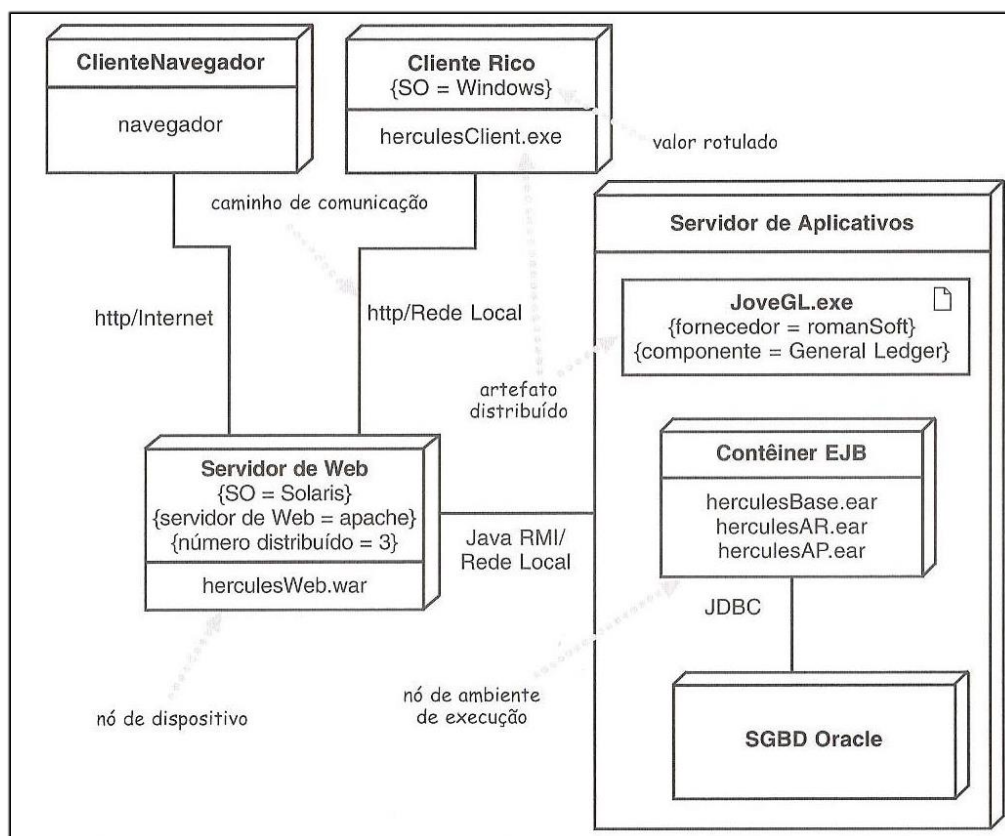 ClienteNavegador
navegador
Cliente Rico
{SO = Windows}
herculesClient.exe
valor rotulado
caminho de comunicação
http/Internet
http/Rede Local
artefato
distribuído
Servidor de Aplicativos
JoveGL.exe
{fornecedor = romanSoft}
{componente = General Ledger}
Contêiner EJB
herculesBase.ear
herculesAR.ear
herculesAP.ear
JDBC
SGBD Oracle
Servidor de Web
{SO = Solaris}
{servidor de Web = apache}
{número distribuído = 3}
herculesWeb.war
Java RMI/
Rede Local
nó de dispositivo
nó de ambiente
de execução